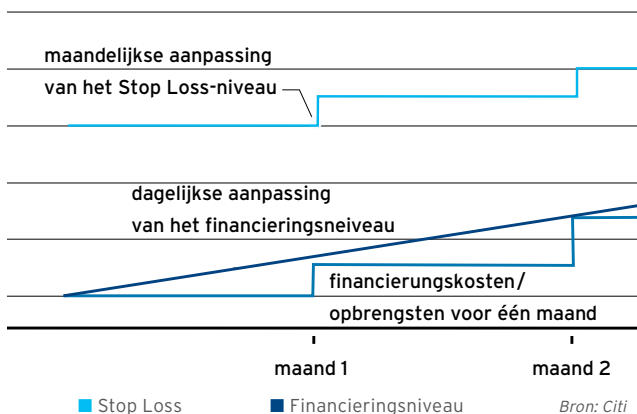 maandelijkse aanpassing
van het Stop Loss-niveau
dagelijkse aanpassing
van het financieringsneiveau
financierungskosten/
opbrengsten voor één maand
maand 1
maand 2
Stop Loss
Financieringsniveau
Bron: Citi